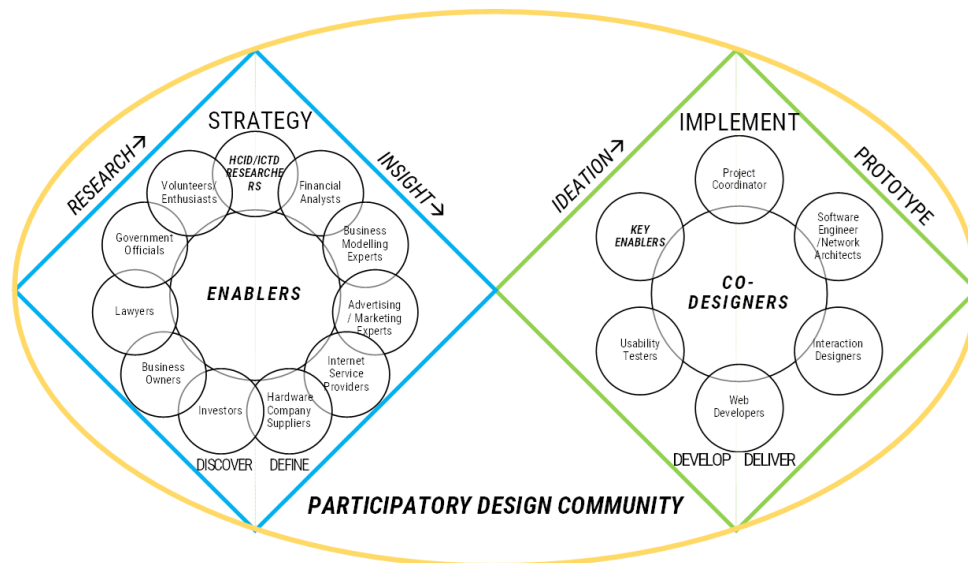 STRATEGY
RESEARCH→
INSIGHT→
HCID/ICTD
RESEARCHE
RS
Volunteers/
Enthusiasts
Financial
Analysts
Government
Officials
Business
Modelling
Experts
ENABLERS
Lawyers
Advertising
/ Marketing
Experts
Business
Owners
Internet
Service
Providers
Investors
Hardware
Company
Suppliers
DISCOVER
DEFINE
IMPLEMENT
IDEATION→
PROTOTYPE
Project
Coordinator
KEY
ENABLERS
Software
Engineer
/Network
Architects
CO-
DESIGNERS
Usability
Testers
Interaction
Designers
Web
Developers
DEVELOP
DELIVER
PARTICIPATORY DESIGN COMMUNITY